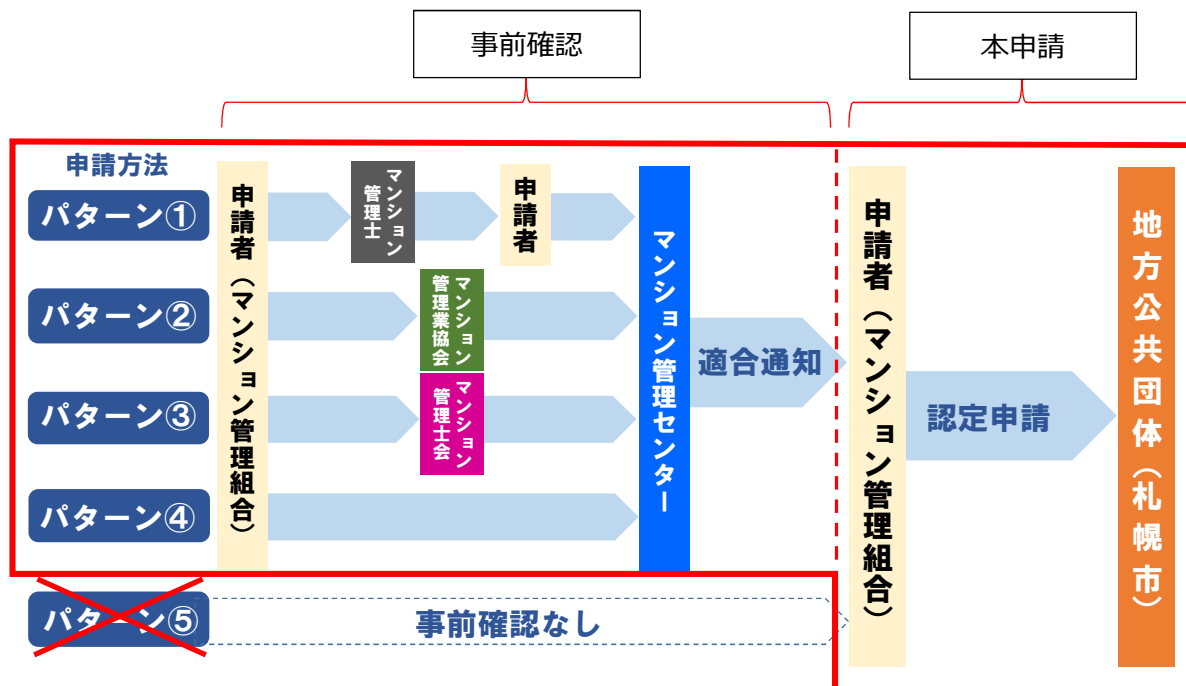 事前確認
本申請
申請方法
パターン①
パターン②
パターン③
パターン④
パターン⑤
申請者（マンション管理組合）
マンション
管理士
申請者
マンション
管理業協会
マンション
管理士会
マンション管理センター
適合通知
事前確認なし
申請者（マンション管理組合）
認定申請
地方公共団体（札幌市）